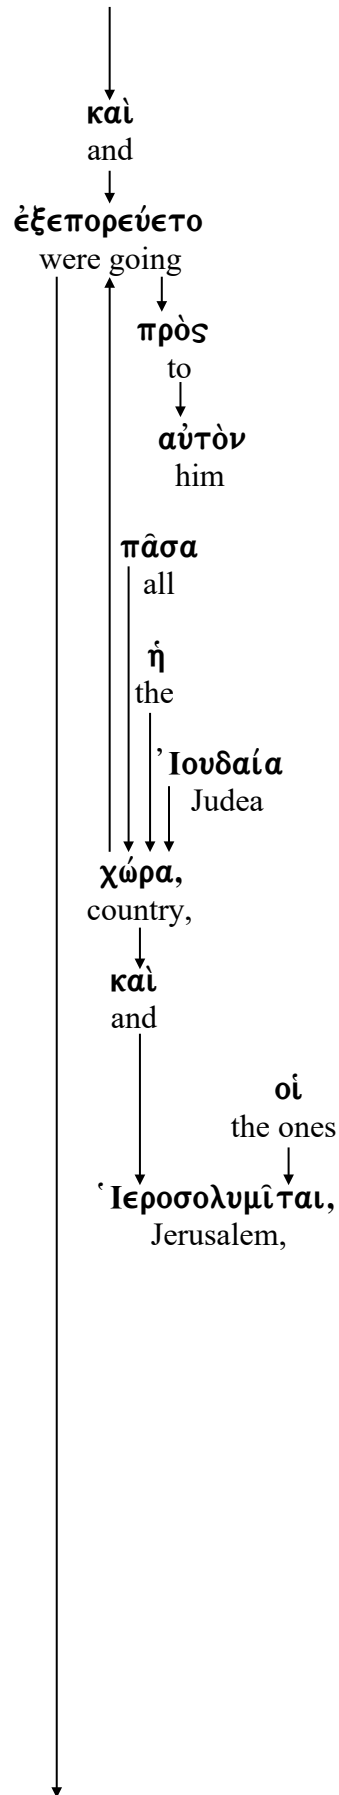 καὶ
and
ἐξεπορεύετο
were going
πρὸς
to
αὐτὸν
him
πᾶσα
all
ἡ
the
Ἰουδαία
Judea
χώρα,
country,
καὶ
and
οἱ
the ones
Ἱεροσολυμῖται,
Jerusalem,